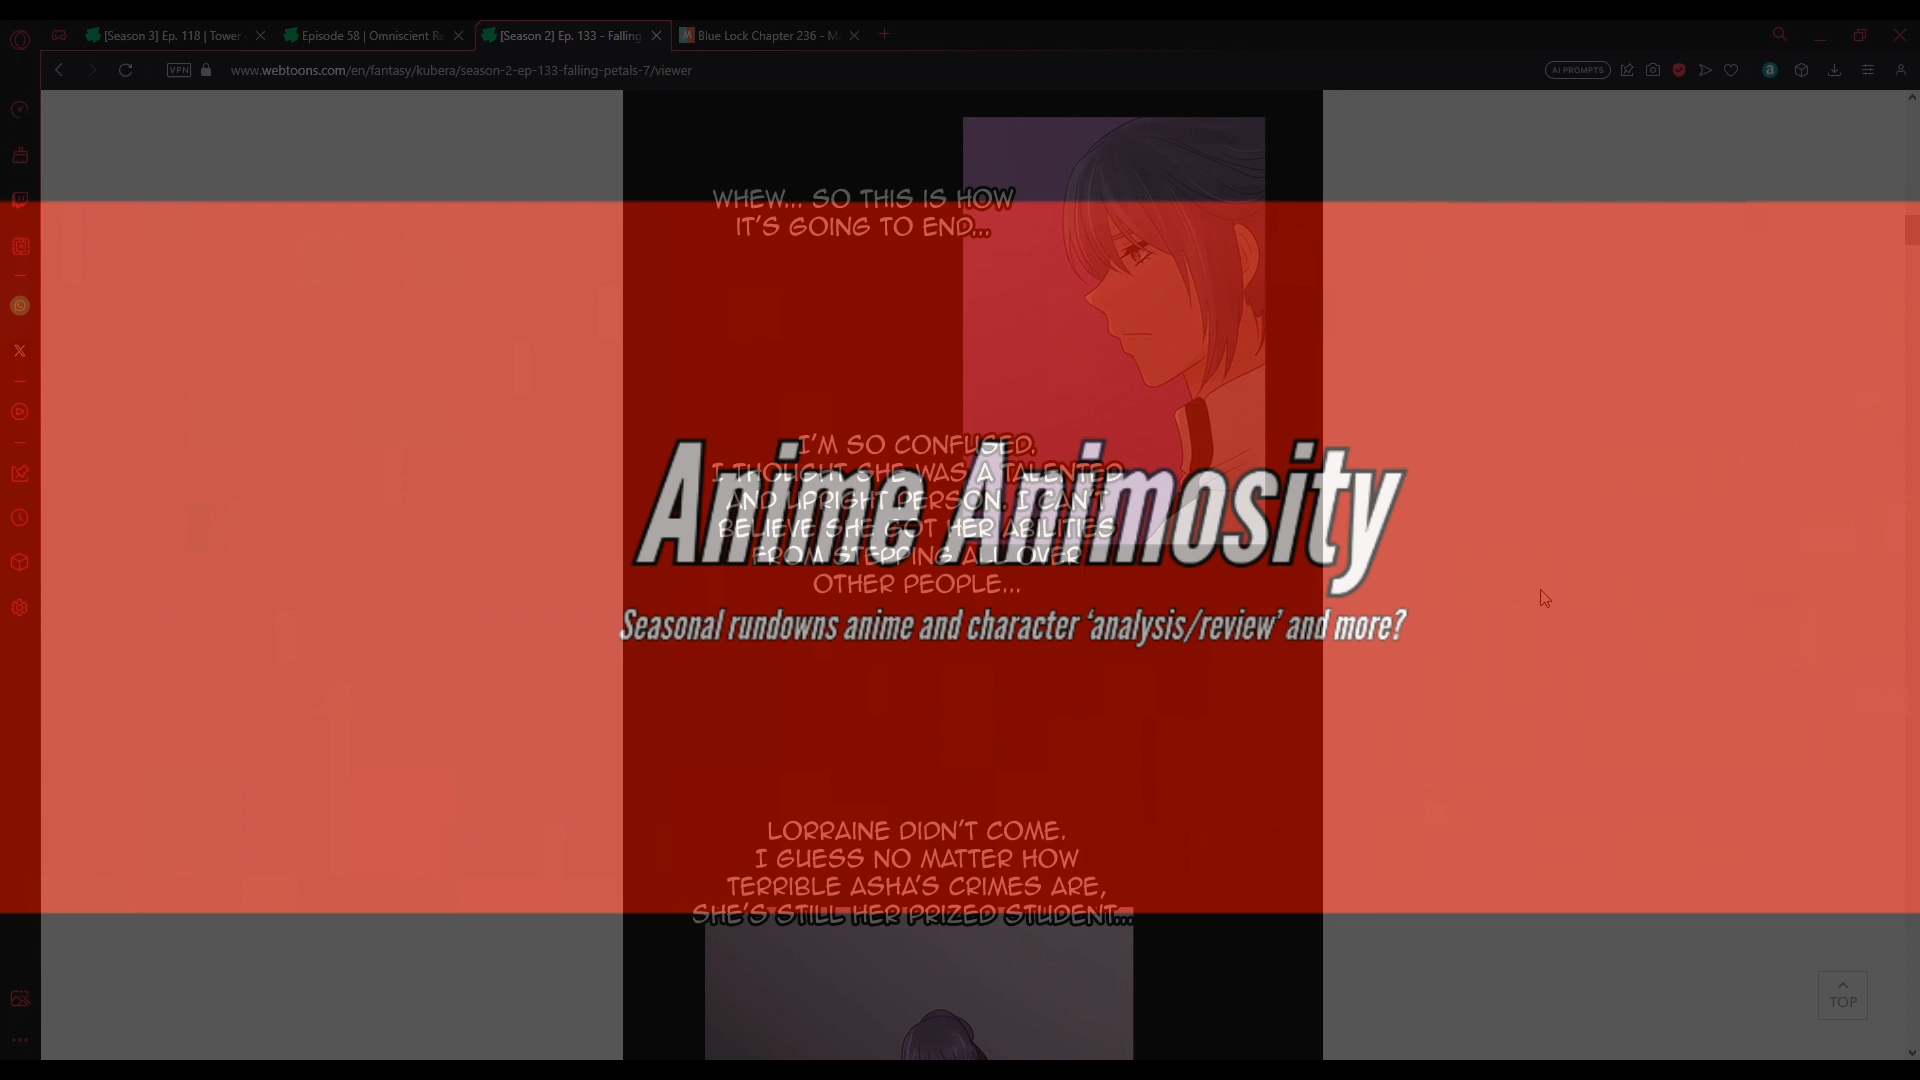 [Season 3] Ep. 118 | Tower
Episode 58 | Omniscient Re
[Season 2] Ep. 133 - Falling
Blue Lock Chapter 236 - M
VPN
www.webtoons.com/en/fantasy/kubera/season-2-ep-133-falling-petals-7/viewer
AI PROMPTS
WHEW... SO THIS IS HOW
IT'S GOING TO END...
I'M SO CONFUSED.
I THOUGHT SHE WAS A TALENTED
AND UPRIGHT PERSON. I CAN'T
BELIEVE SHE GOT HER ABILITIES
FROM STEPPING ALL OVER
OTHER PEOPLE...
Anime Animosity
Seasonal rundowns anime and character 'analysis/review' and more?
LORRAINE DIDN'T COME.
I GUESS NO MATTER HOW
TERRIBLE ASHA'S CRIMES ARE,
SHE'S STILL HER PRIZED STUDENT...
TOP